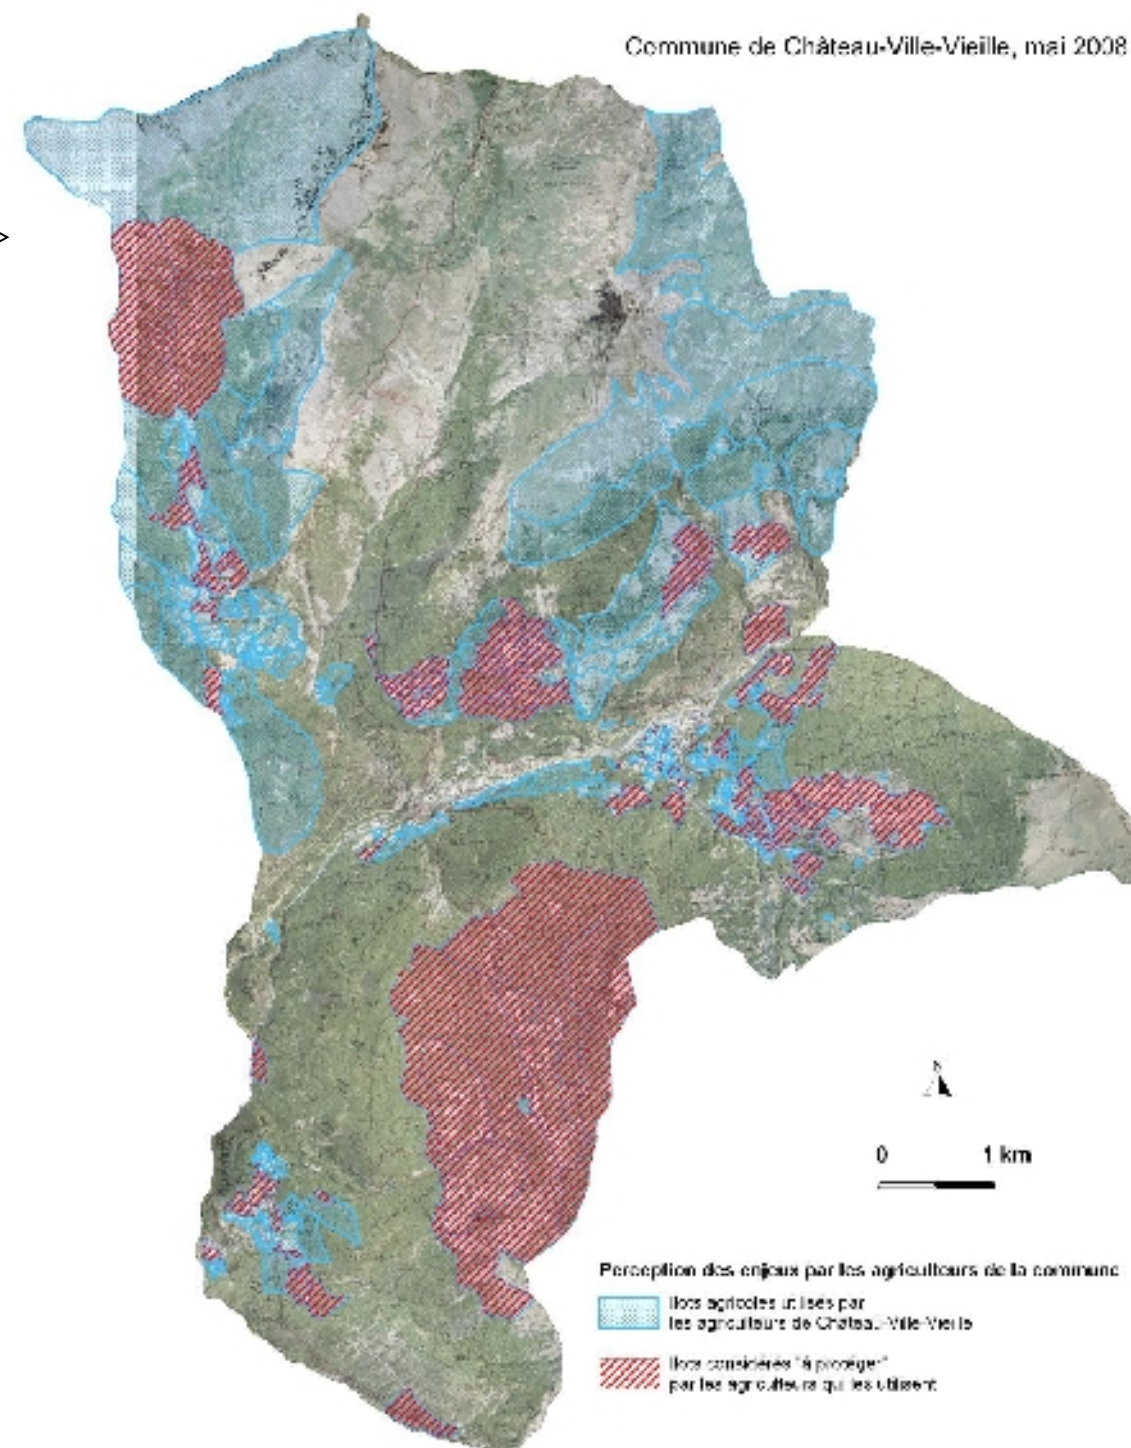 Commune de Château-Ville-Vieille, mai 2008
>
N
0 1 km
Perception des enjeux par les agriculteurs de la commune
Ilots agricoles utilisés par
les agriculteurs de Château-Ville-Vieille
Ilots considérés "à protéger"
par les agriculteurs qui les utilisent